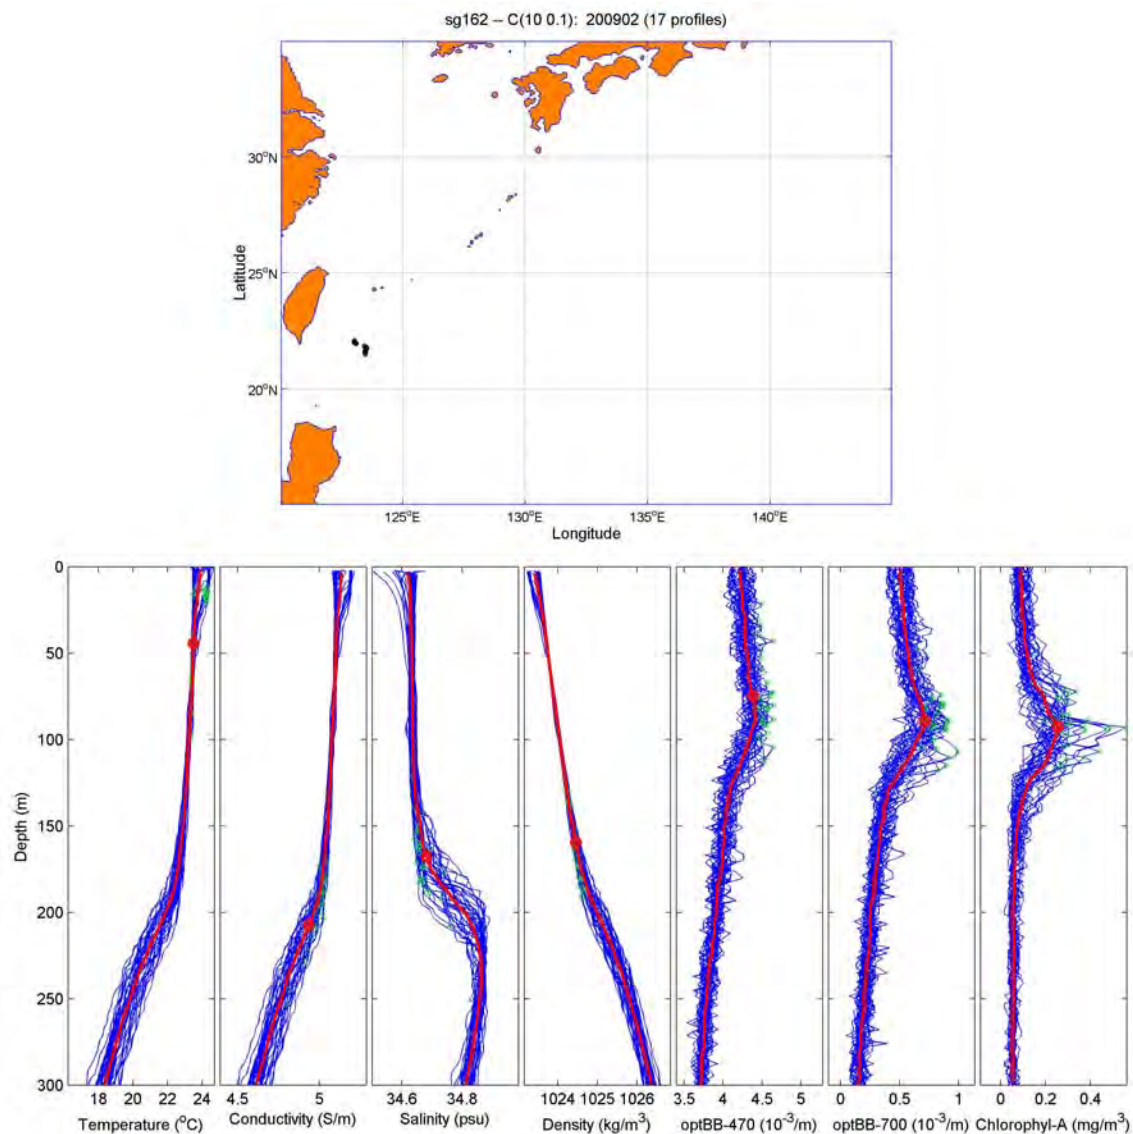 sg162 -- C(10 0.1): 200902 (17 profiles)
30°N
25°N
20°N
Latitude
125°E 130°E 135°E 140°E
Longitude
0
50
100
150
200
250
300
Depth (m)
18 20 22 24 4.5 5 34.6 34.8 1024 1025 1026 3.5 4 4.5 5 0 0.5 1 0 0.2 0.4
Temperature (°C) Conductivity (S/m) Salinity (psu) Density (kg/m³) optBB-470 (10⁻³/m) optBB-700 (10⁻³/m) Chlorophyl-A (mg/m³)